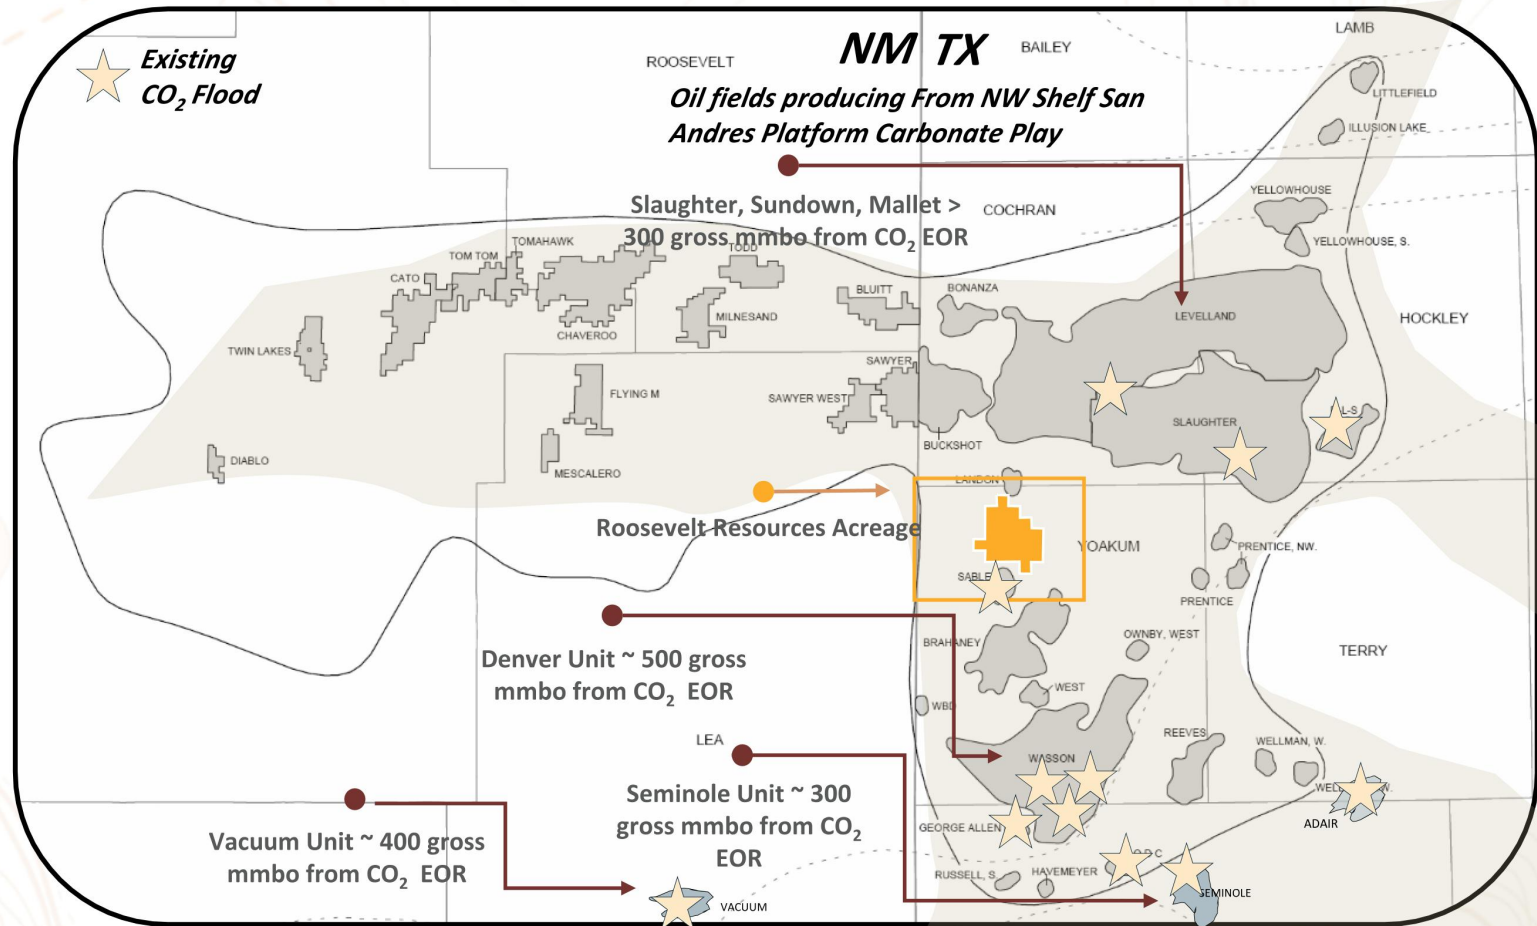 Existing
CO₂ Flood
NM TX
Oil fields producing From NW Shelf San
Andres Platform Carbonate Play
ROOSEVELT
BAILEY
LAMB
LITTLEFIELD
ILLUSION LAKE
YELLOWHOUSE
YELLOWHOUSE, S.
COCHRAN
HOCKLEY
Slaughter, Sundown, Mallet >
300 gross mmbo from CO₂ EOR
TOMAHAWK
TOM TOM
CATO
TODD
BLUITT
BONANZA
LEVELLAND
MILNESAND
CHAVEROO
TWIN LAKES
SAWYER
FLYING M
SAWYER WEST
BUCKSHOT
SLAUGHTER
L-S
DIABLO
MESCALERO
LANDON
Roosevelt Resources Acreage
YOAKUM
PRENTICE, NW.
SABLE
PRENTICE
BRAHANEY
OWNBY, WEST
TERRY
Denver Unit ~ 500 gross
mmbo from CO₂ EOR
WEST
WBD
LEA
REEVES
WELLMAN, W.
WASSON
Seminole Unit ~ 300
gross mmbo from CO₂
EOR
ADAIR
GEORGE ALLEN
Vacuum Unit ~ 400 gross
mmbo from CO₂ EOR
RUSSELL, S.
HAVEMEYER
SEMINOLE
VACUUM